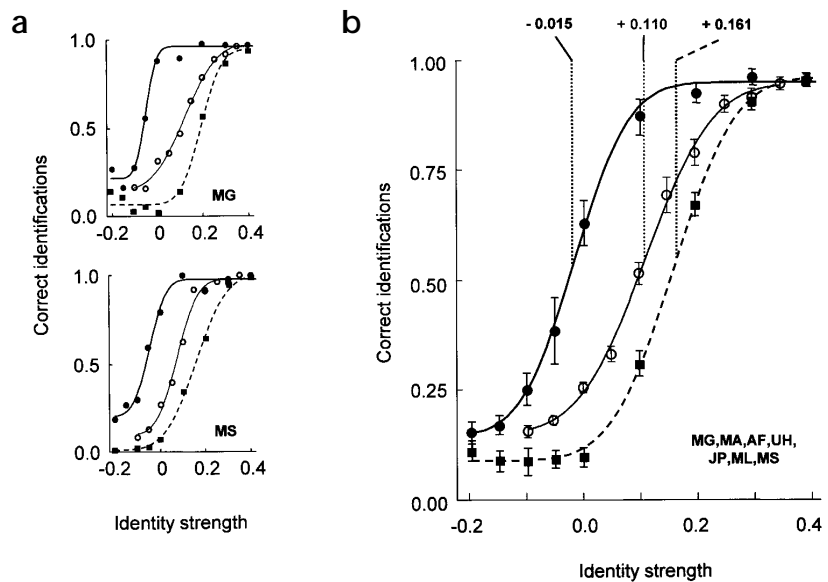 a
1.0
0.5
0.0
MG
-0.2 0 0.2 0.4
1.0
0.5
0.0
MS
-0.2 0 0.2 0.4
Correct identifications
Identity strength
b
- 0.015 + 0.110 + 0.161
1.00
0.75
0.50
0.25
0.00
Correct identifications
MG,MA,AF,UH,
JP,ML,MS
-0.2 0.0 0.2 0.4
Identity strength